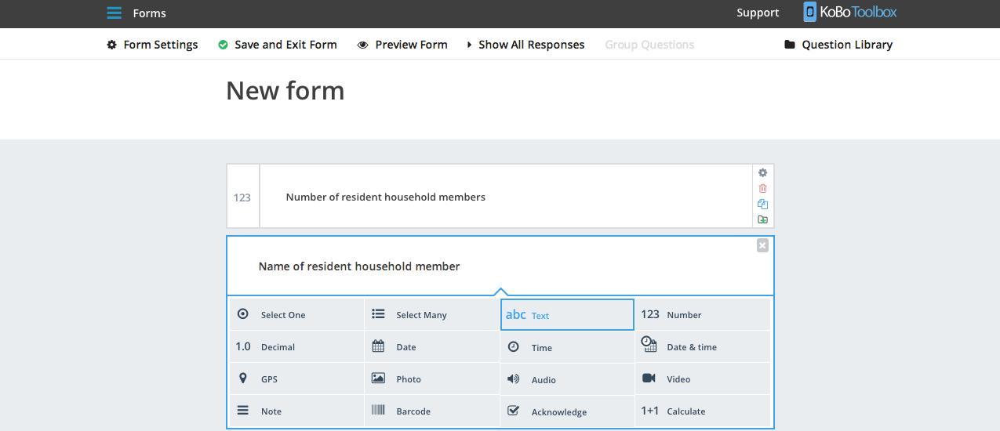 Forms Support KoBo Toolbox
Form Settings Save and Exit Form Preview Form Show All Responses Group Questions Question Library
New form
123 Number of resident household members
Name of resident household member
Select One Select Many abc Text 123 Number
1.0 Decimal Date Time Date & time
GPS Photo Audio Video
Note Barcode Acknowledge 1+1 Calculate